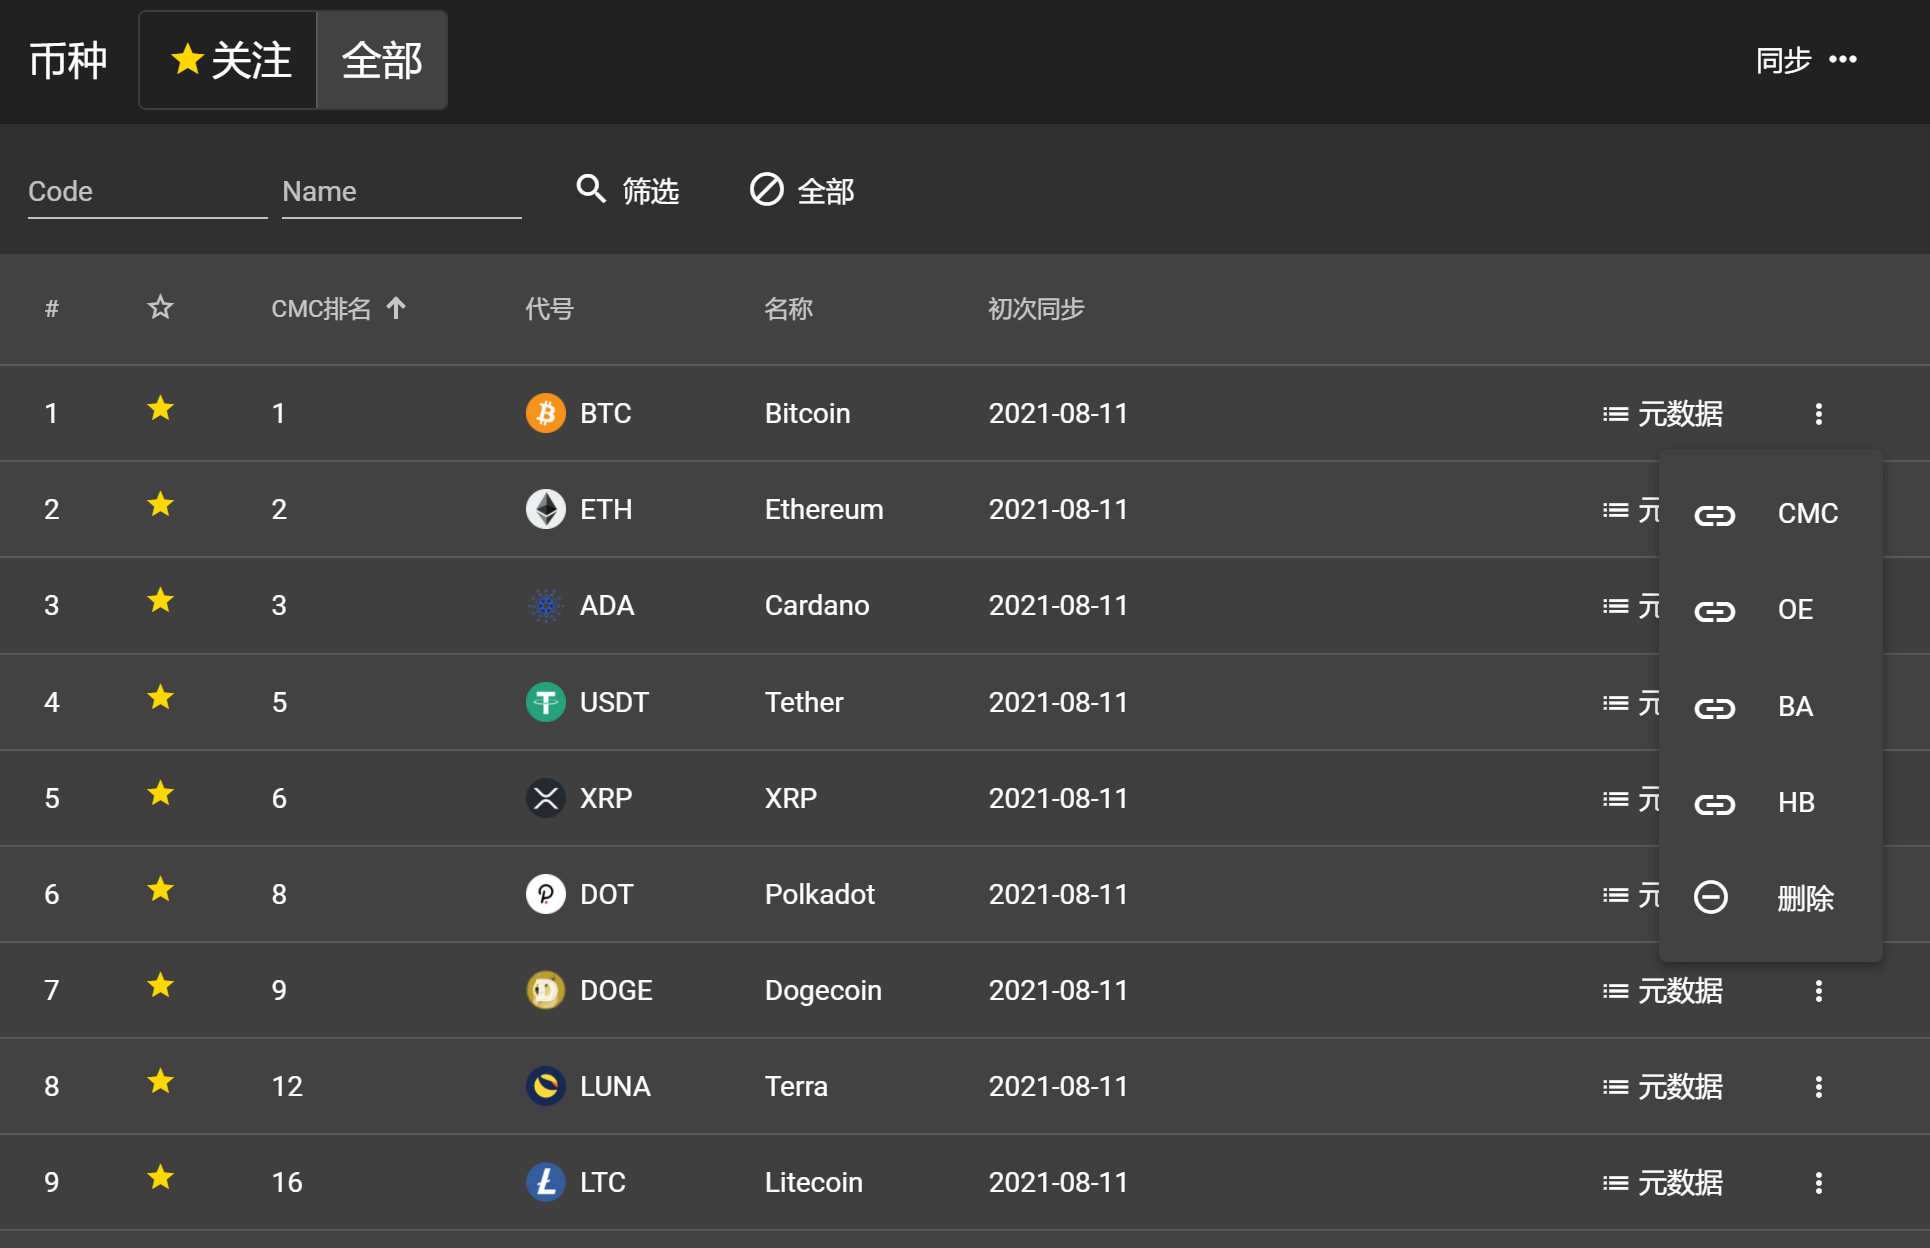 币种 关注 全部 同步
Code Name 筛选 全部
# CMC排名 代号 名称 初次同步
1 1 BTC Bitcoin 2021-08-11 元数据
2 2 ETH Ethereum 2021-08-11 元
CMC
3 3 ADA Cardano 2021-08-11 元
OE
4 5 USDT Tether 2021-08-11 元
BA
5 6 XRP XRP 2021-08-11 元
HB
6 8 DOT Polkadot 2021-08-11 元
删除
7 9 DOGE Dogecoin 2021-08-11 元数据
8 12 LUNA Terra 2021-08-11 元数据
9 16 LTC Litecoin 2021-08-11 元数据